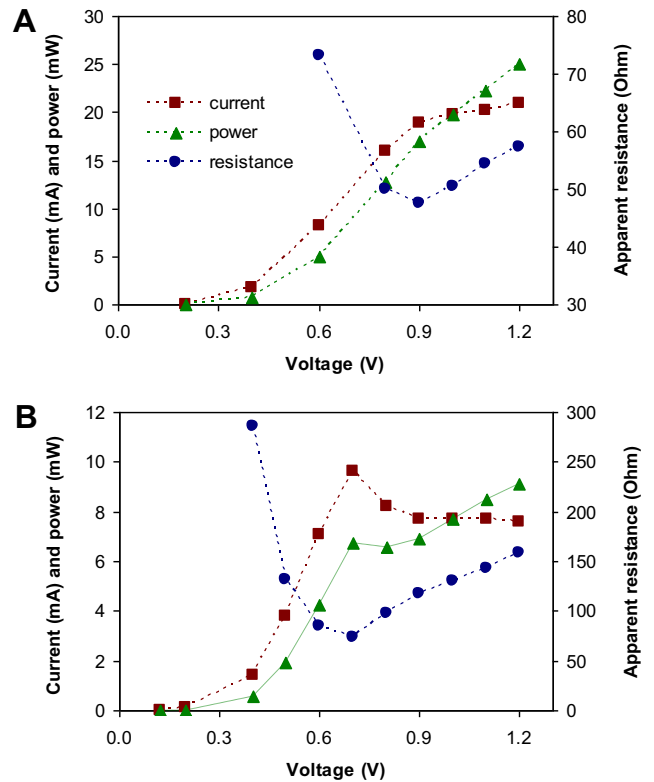 A
Current (mA) and power (mW)
30
25
20
15
10
5
0
current
power
resistance
80
70
60
50
40
30
Apparent resistance (Ohm)
0.0 0.3 0.6 0.9 1.2
Voltage (V)
B
Current (mA) and power (mW)
12
10
8
6
4
2
0
300
250
200
150
100
50
0
Apparent resistance (Ohm)
0.0 0.3 0.6 0.9 1.2
Voltage (V)